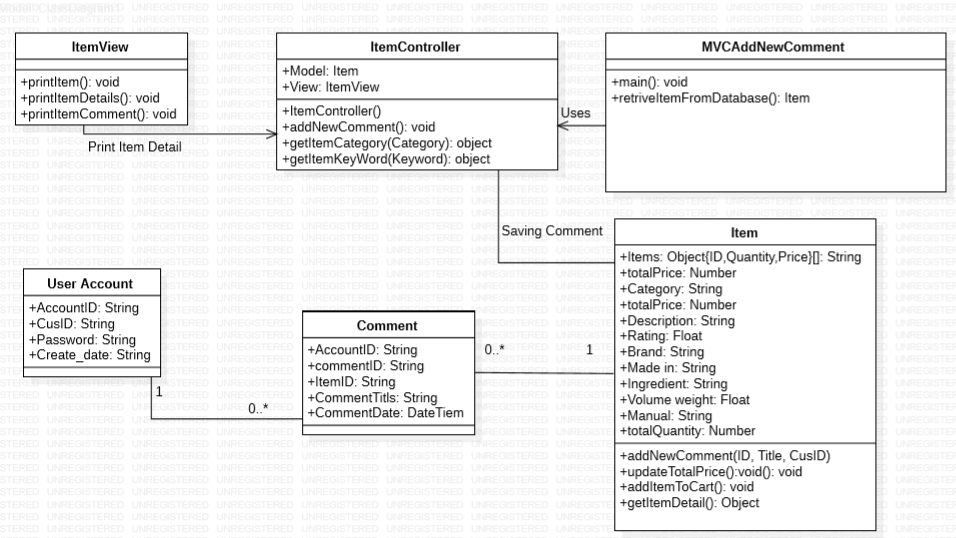 ItemView
+printItem(): void
+printItemDetails(): void
+printItemComment(): void
Print Item Detail
ItemController
+Model: Item
+View: ItemView
+ItemController()
+addNewComment(): void
+getItemCategory(Category): object
+getItemKeyWord(Keyword): object
Uses
MVCAddNewComment
+main(): void
+retriveItemFromDatabase(): Item
Saving Comment
Item
+Items: Object{ID,Quantity,Price}[]: String
+totalPrice: Number
+Category: String
+totalPrice: Number
+Description: String
+Rating: Float
+Brand: String
+Made in: String
+Ingredient: String
+Volume weight: Float
+Manual: String
+totalQuantity: Number
+addNewComment(ID, Title, CusID)
+updateTotalPrice():void(): void
+addItemToCart(): void
+getItemDetail(): Object
User Account
+AccountID: String
+CusID: String
+Password: String
+Create_date: String
1
0..*
Comment
+AccountID: String
+commentID: String
+ItemID: String
+CommentTitls: String
+CommentDate: DateTiem
0..*
1
UNREGISTERED